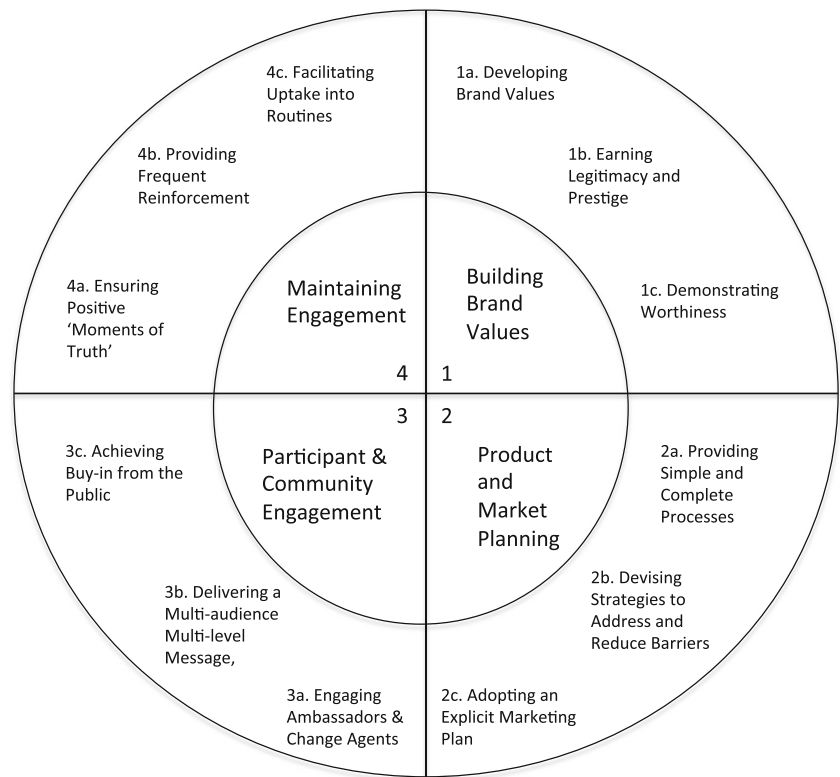 4c. Facilitating
Uptake into
Routines
1a. Developing
Brand Values
4b. Providing
Frequent
Reinforcement
1b. Earning
Legitimacy and
Prestige
4a. Ensuring
Positive
‘Moments of
Truth’
Maintaining
Engagement
4
Building
Brand
Values
1
1c. Demonstrating
Worthiness
3c. Achieving
Buy-in from the
Public
3
Participant &
Community
Engagement
2
Product
and
Market
Planning
2a. Providing
Simple and
Complete
Processes
3b. Delivering a
Multi-audience
Multi-level
Message,
2b. Devising
Strategies to
Address and
Reduce Barriers
3a. Engaging
Ambassadors &
Change Agents
2c. Adopting an
Explicit Marketing
Plan